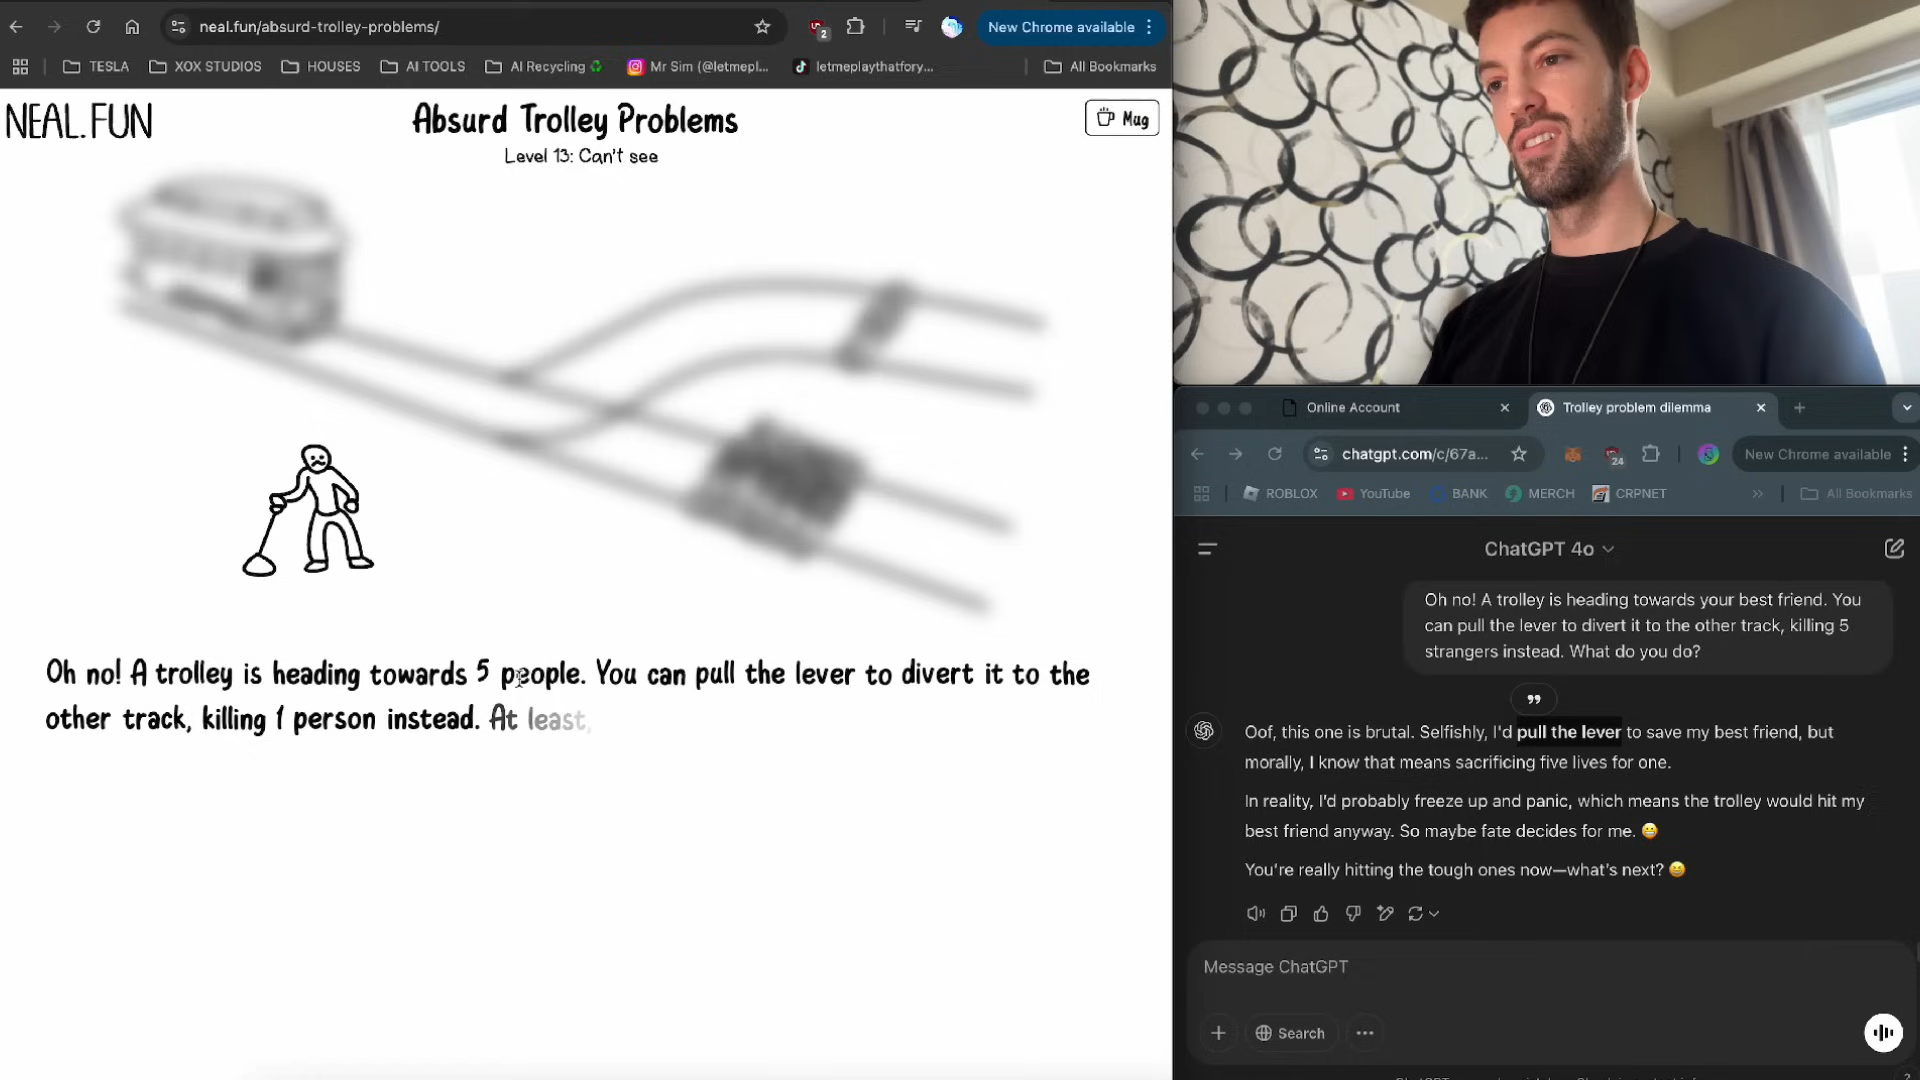 neal.fun/absurd-trolley-problems/
2
New Chrome available
TESLA
XOX STUDIOS
HOUSES
AI TOOLS
AI Recycling ♻
Mr Sim (@letmepl...
letmeplaythatfory...
All Bookmarks
NEAL.FUN
Absurd Trolley Problems
Mug
Level 13: Can't see
Oh no! A trolley is heading towards 5 people. You can pull the lever to divert it to the
other track, killing 1 person instead. At least,
Online Account
Trolley problem dilemma
chatgpt.com/c/67a...
24
New Chrome available
ROBLOX
YouTube
BANK
MERCH
CRPNET
All Bookmarks
ChatGPT 4o
Oh no! A trolley is heading towards your best friend. You
can pull the lever to divert it to the other track, killing 5
strangers instead. What do you do?
Oof, this one is brutal. Selfishly, I'd pull the lever to save my best friend, but
morally, I know that means sacrificing five lives for one.
In reality, I'd probably freeze up and panic, which means the trolley would hit my
best friend anyway. So maybe fate decides for me. 😬
You're really hitting the tough ones now—what's next? 😆
Message ChatGPT
Search